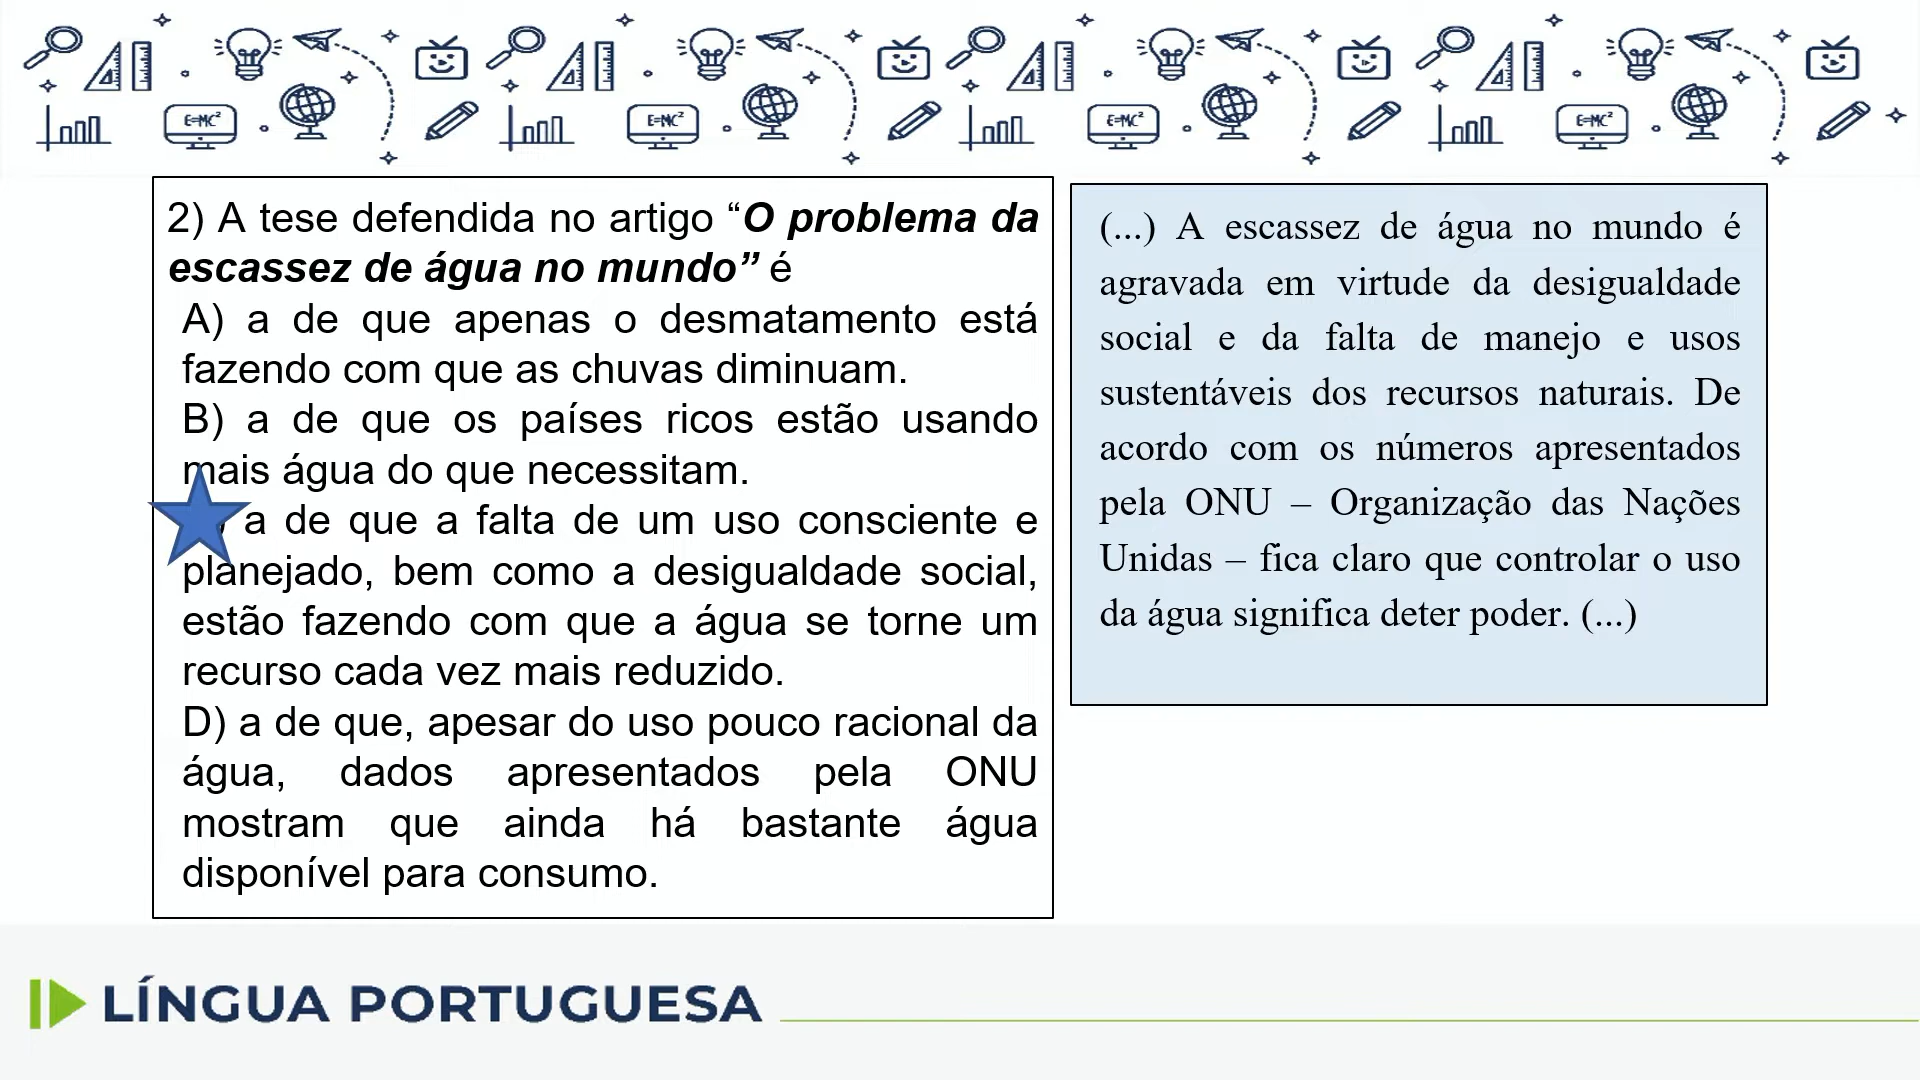 E=MC²
E=MC²
E=MC²
E=MC²
2) A tese defendida no artigo “O problema da
escassez de água no mundo” é
A) a de que apenas o desmatamento está
fazendo com que as chuvas diminuam.
B) a de que os países ricos estão usando
mais água do que necessitam.
) a de que a falta de um uso consciente e
planejado, bem como a desigualdade social,
estão fazendo com que a água se torne um
recurso cada vez mais reduzido.
D) a de que, apesar do uso pouco racional da
água, dados apresentados pela ONU
mostram que ainda há bastante água
disponível para consumo.
(...) A escassez de água no mundo é
agravada em virtude da desigualdade
social e da falta de manejo e usos
sustentáveis dos recursos naturais. De
acordo com os números apresentados
pela ONU – Organização das Nações
Unidas – fica claro que controlar o uso
da água significa deter poder. (...)
LÍNGUA PORTUGUESA